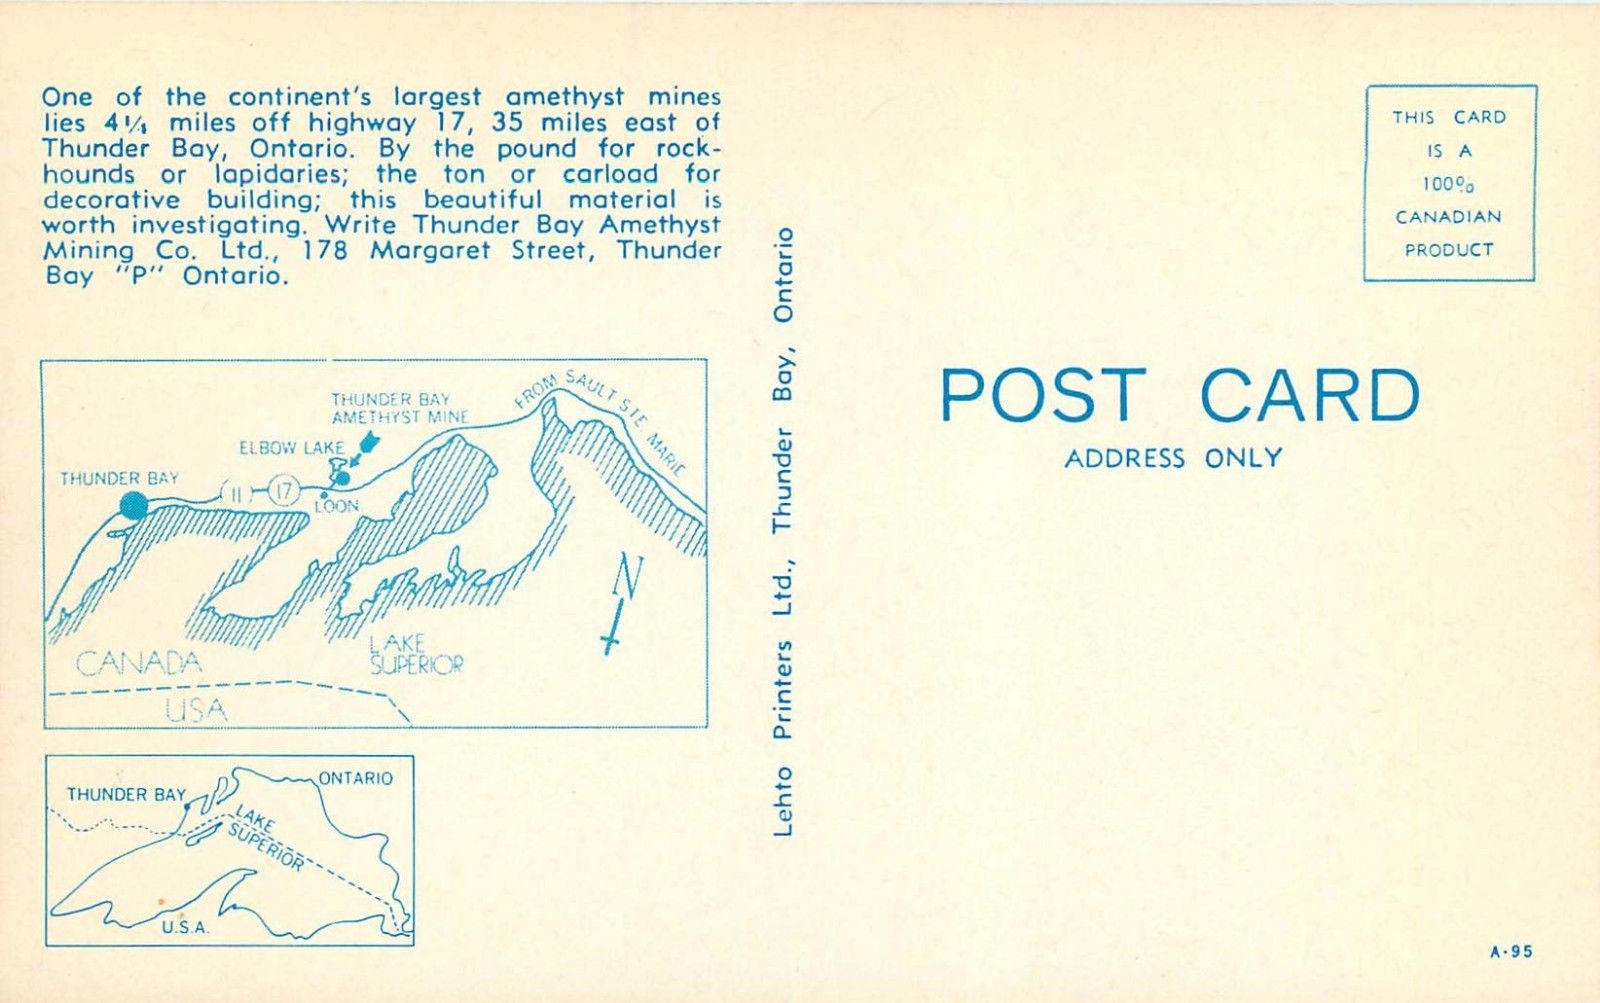 One of the continent's largest amethyst mines
lies 4¼ miles off highway 17, 35 miles east of
Thunder Bay, Ontario. By the pound for rock-
hounds or lapidaries; the ton or carload for
decorative building; this beautiful material is
worth investigating. Write Thunder Bay Amethyst
Mining Co. Ltd., 178 Margaret Street, Thunder
Bay "P" Ontario.
THUNDER BAY
AMETHYST MINE
FROM SAULT STE. MARIE
ELBOW LAKE
THUNDER BAY
11
17
LOON
N
LAKE
SUPERIOR
CANADA
USA
ONTARIO
THUNDER BAY
LAKE
SUPERIOR
U.S.A.
Lehto Printers Ltd., Thunder Bay, Ontario
THIS CARD
IS A
100%
CANADIAN
PRODUCT
POST CARD
ADDRESS ONLY
A-95